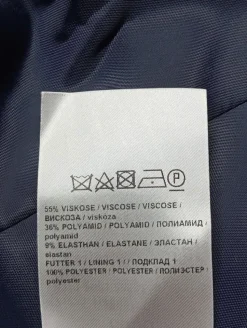 55% VISKOSE / VISCOSE / VISCOSE /
ВИСКОЗА / viskóza
36% POLYAMID / POLYAMID / ПОЛИАМИД /
polyamid
9% ELASTHAN / ELASTANE / ЭЛАСТАН /
elastan
FUTTER 1 / LINING 1 / / ПОДКЛАД 1
100% POLYESTER / POLYESTER / ПОЛИЭСТЕР /
polyester